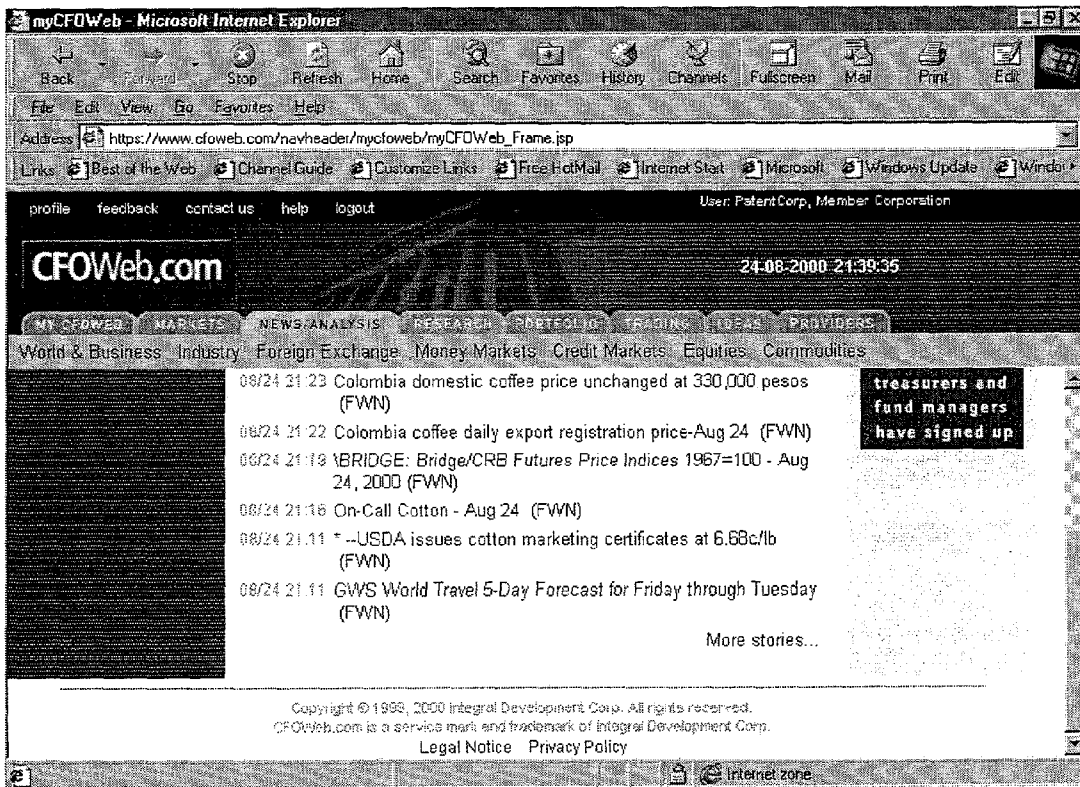 myCFOWeb - Microsoft Internet Explorer
Back Forward Stop Refresh Home Search Favorites History Channels Fullscreen Mail Print Edit
File Edit View Go Favorites Help
Address https://www.cfoweb.com/navheader/mycfoweb/myCFOWeb_Frame.jsp
Links Best of the Web Channel Guide Customize Links Free HotMail Internet Start Microsoft Windows Update Window
profile feedback contact us help logout User: PatentCorp, Member Corporation
CFOWeb.com
24-08-2000 21:39:35
MY CFOWEB MARKETS NEWS/ANALYSIS RESEARCH PORTFOLIO TRADING IDEAS PROVIDERS
World & Business Industry Foreign Exchange Money Markets Credit Markets Equities Commodities
08/24 21:23 Colombia domestic coffee price unchanged at 330,000 pesos
(FWN)
08/24 21:22 Colombia coffee daily export registration price-Aug 24 (FWN)
08/24 21:19 \BRIDGE: Bridge/CRB Futures Price Indices 1967=100 - Aug
24, 2000 (FWN)
08/24 21:16 On-Call Cotton - Aug 24 (FWN)
08/24 21:11 * --USDA issues cotton marketing certificates at 6.68c/lb
(FWN)
08/24 21:11 GWS World Travel 5-Day Forecast for Friday through Tuesday
(FWN)
More stories...
treasurers and
fund managers
have signed up
Copyright © 1999, 2000 Integral Development Corp. All rights reserved.
CFOWeb.com is a service mark and trademark of Integral Development Corp.
Legal Notice Privacy Policy
Internet zone